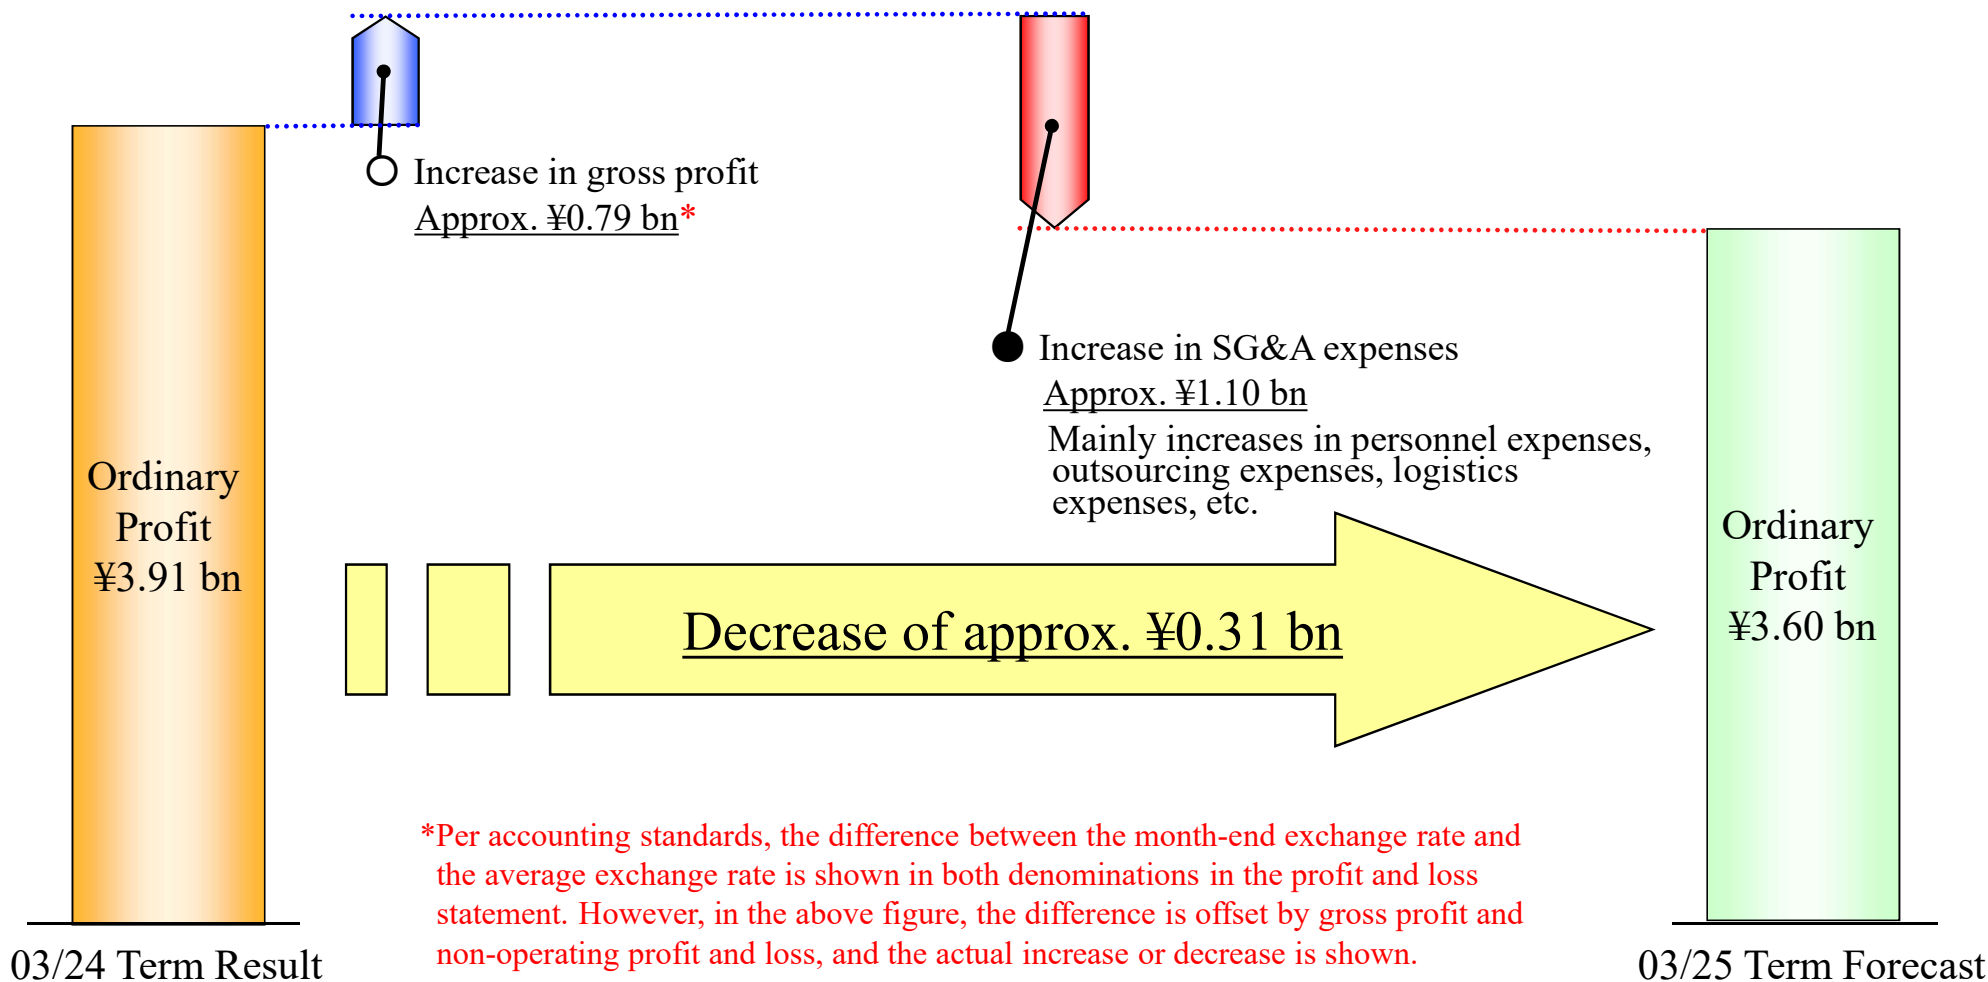 Increase in gross profit
Approx. ¥0.79 bn*
Increase in SG&A expenses
Approx. ¥1.10 bn
Mainly increases in personnel expenses,
outsourcing expenses, logistics
expenses, etc.
Ordinary
Profit
¥3.91 bn
Decrease of approx. ¥0.31 bn
Ordinary
Profit
¥3.60 bn
*Per accounting standards, the difference between the month-end exchange rate and
the average exchange rate is shown in both denominations in the profit and loss
statement. However, in the above figure, the difference is offset by gross profit and
non-operating profit and loss, and the actual increase or decrease is shown.
03/24 Term Result
03/25 Term Forecast